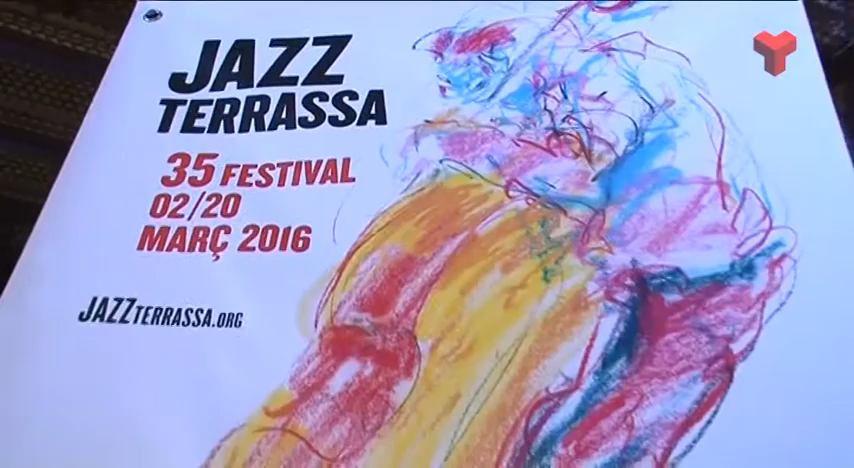 JAZZ
TERRASSA
35 FESTIVAL
02/20
MARÇ 2016
JAZZTERRASSA.ORG